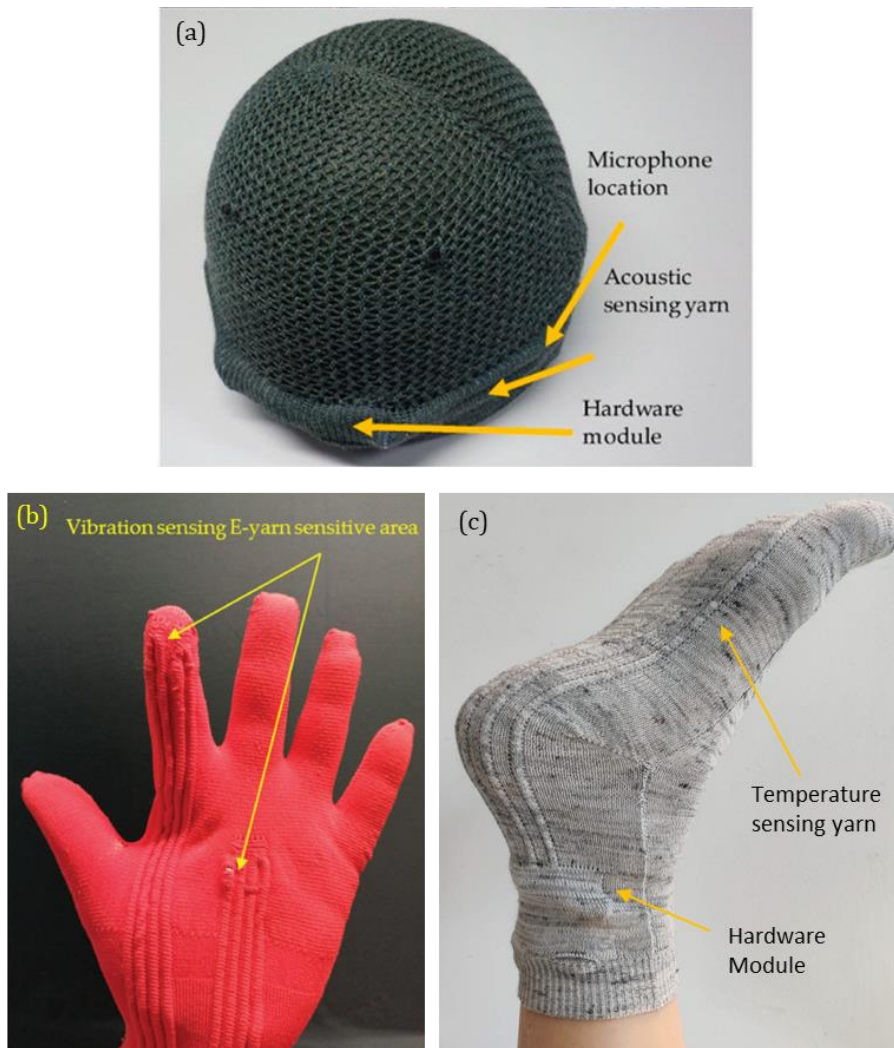 (a)
Microphone
location
Acoustic
sensing yarn
Hardware
module
(b)
Vibration sensing E-yarn sensitive area
(c)
Temperature
sensing yarn
Hardware
Module